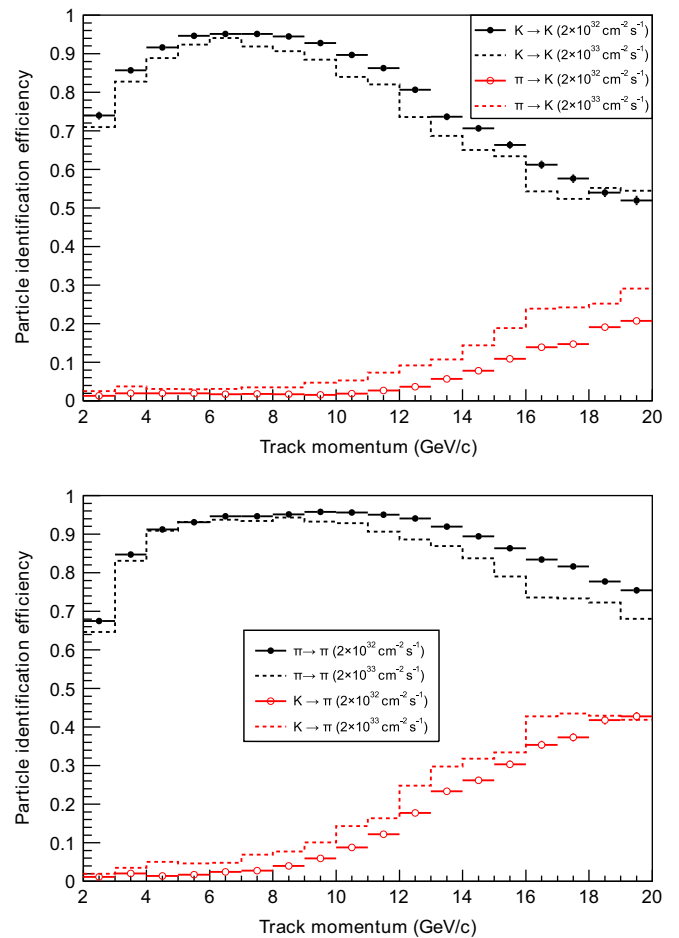 Particle identification efficiency
1
0.9
0.8
0.7
0.6
0.5
0.4
0.3
0.2
0.1
0
K → K (2×10³² cm⁻² s⁻¹)
K → K (2×10³³ cm⁻² s⁻¹)
π → K (2×10³² cm⁻² s⁻¹)
π → K (2×10³³ cm⁻² s⁻¹)
2 4 6 8 10 12 14 16 18 20
Track momentum (GeV/c)
Particle identification efficiency
1
0.9
0.8
0.7
0.6
0.5
0.4
0.3
0.2
0.1
0
π → π (2×10³² cm⁻² s⁻¹)
π → π (2×10³³ cm⁻² s⁻¹)
K → π (2×10³² cm⁻² s⁻¹)
K → π (2×10³³ cm⁻² s⁻¹)
2 4 6 8 10 12 14 16 18 20
Track momentum (GeV/c)